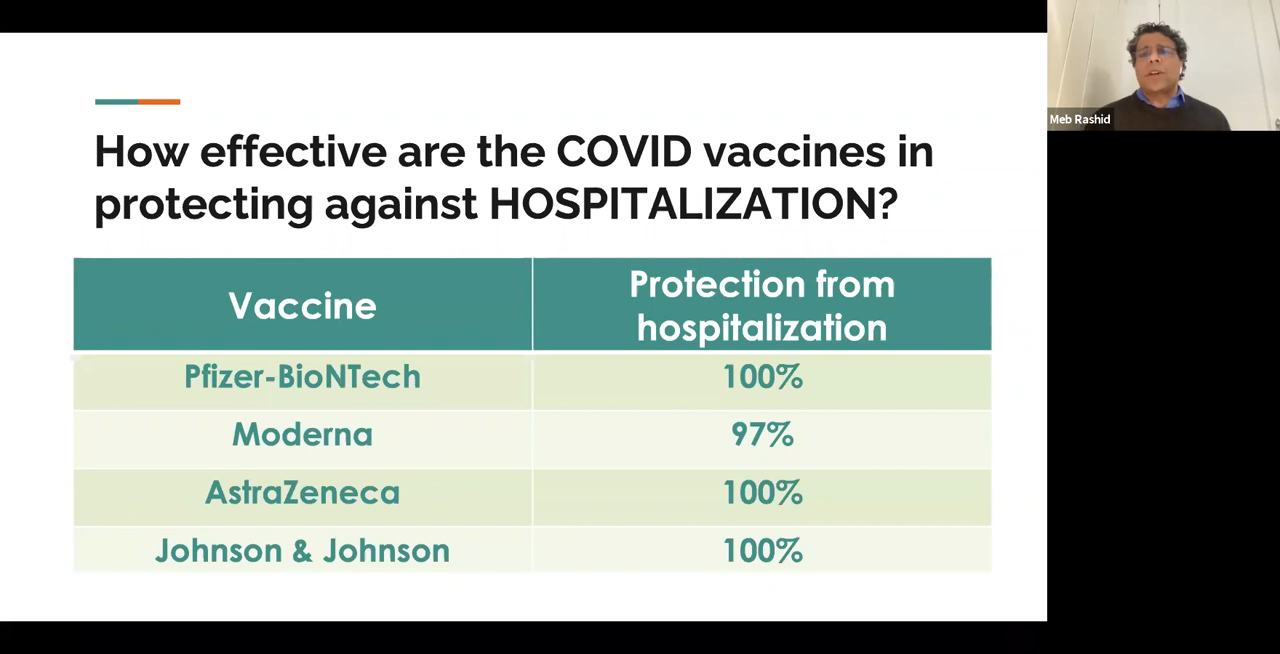 How effective are the COVID vaccines in
protecting against HOSPITALIZATION?
Vaccine
Protection from
hospitalization
Pfizer-BioNTech
100%
Moderna
97%
AstraZeneca
100%
Johnson & Johnson
100%
Meb Rashid